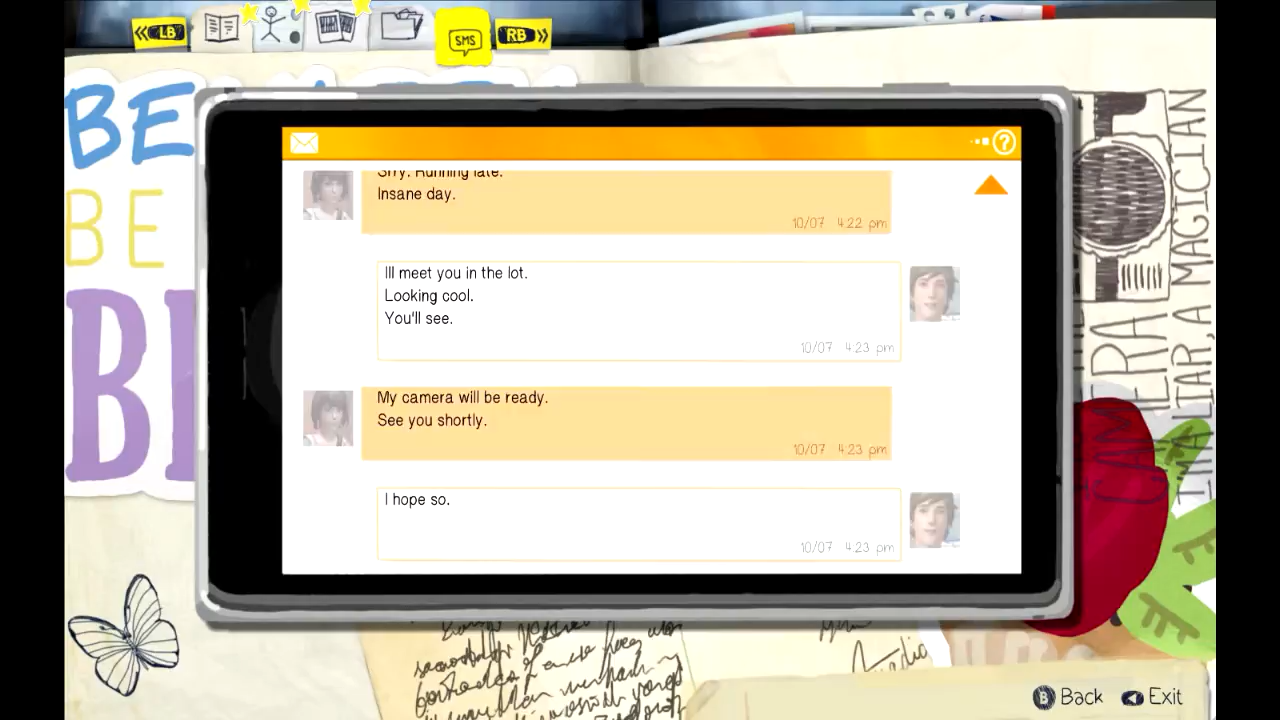 LB
SMS
RB
BE
BE
Srry. Running late.
Insane day.
10/07 4.22 pm
Ill meet you in the lot.
Looking cool.
You'll see.
10/07 4.23 pm
My camera will be ready.
See you shortly.
10/07 4.23 pm
I hope so.
10/07 4.23 pm
CAMERA
LIAR, A MAGICIAN
B Back
Exit